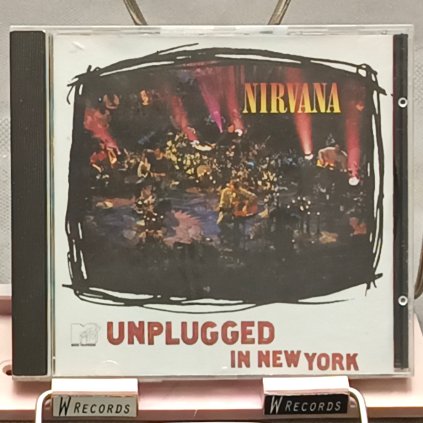 NIRVANA
MTV
UNPLUGGED
IN NEW YORK
W RECORDS
W RECORDS